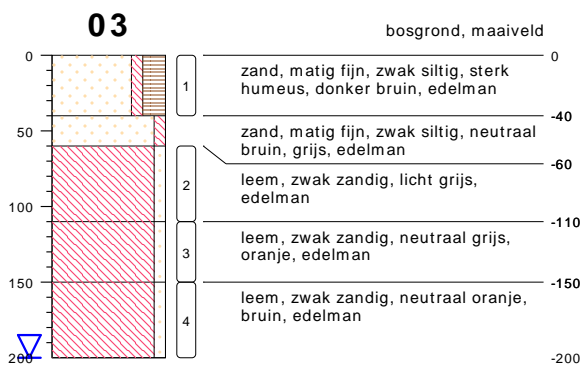 03
bosgrond, maaiveld
0
0
zand, matig fijn, zwak siltig, sterk
humeus, donker bruin, edelman
1
-40
zand, matig fijn, zwak siltig, neutraal
bruin, grijs, edelman
50
-60
leem, zwak zandig, licht grijs,
edelman
2
100
-110
leem, zwak zandig, neutraal grijs,
oranje, edelman
3
150
-150
leem, zwak zandig, neutraal oranje,
bruin, edelman
4
200
-200